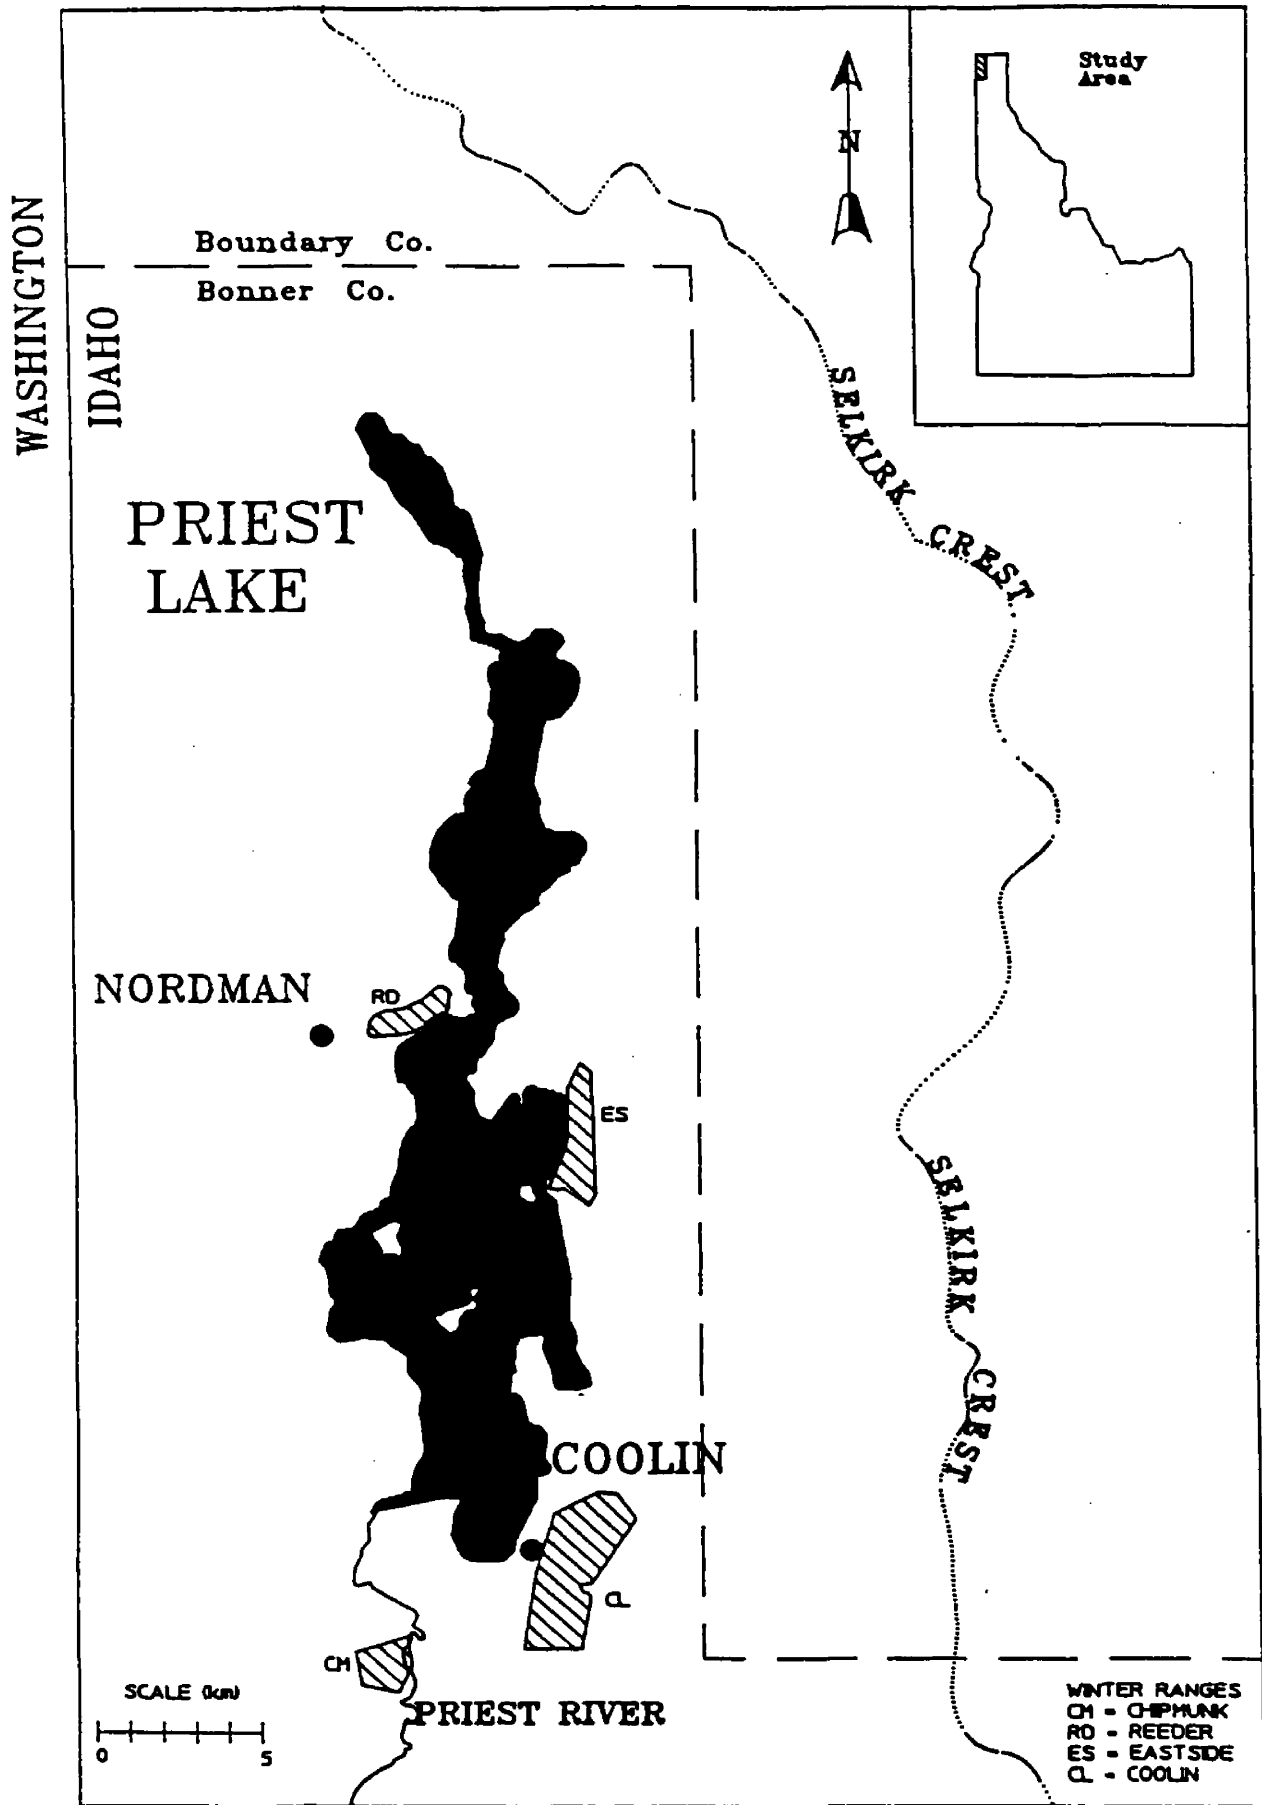 Study
Area
N
WASHINGTON
IDAHO
Boundary Co.
Bonner Co.
SELKIRK CREST
PRIEST
LAKE
NORDMAN
RD
ES
SELKIRK CREST
COOLIN
CL
CM
PRIEST RIVER
SCALE (km)
0 5
WINTER RANGES
CM - CHIPMUNK
RD - REEDER
ES - EASTSIDE
CL - COOLIN